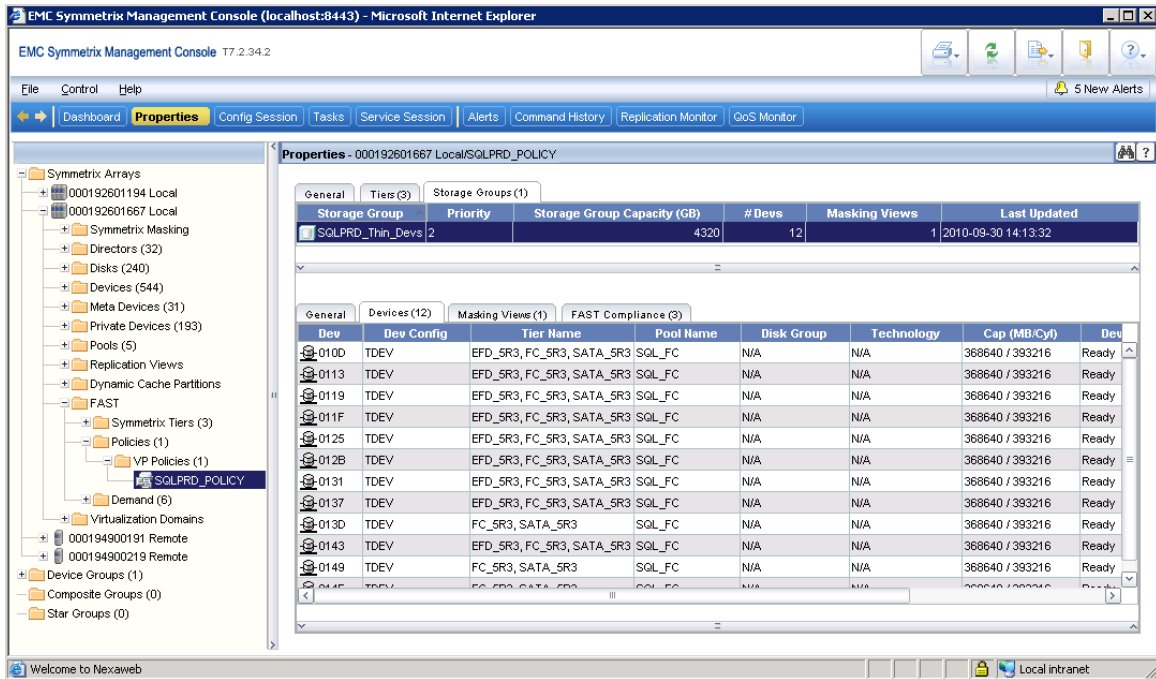 EMC Symmetrix Management Console (localhost:8443) - Microsoft Internet Explorer
EMC Symmetrix Management Console T7.2.34.2
File Control Help
5 New Alerts
Dashboard Properties Config Session Tasks Service Session Alerts Command History Replication Monitor QoS Monitor
Symmetrix Arrays
000192601194 Local
000192601667 Local
Symmetrix Masking
Directors (32)
Disks (240)
Devices (544)
Meta Devices (31)
Private Devices (193)
Pools (5)
Replication Views
Dynamic Cache Partitions
FAST
Symmetrix Tiers (3)
Policies (1)
VP Policies (1)
SQLPRD_POLICY
Demand (6)
Virtualization Domains
000194900191 Remote
000194900219 Remote
Device Groups (1)
Composite Groups (0)
Star Groups (0)
Properties - 000192601667 Local/SQLPRD_POLICY
?
General Tiers (3) Storage Groups (1)
Storage Group Priority Storage Group Capacity (GB) # Devs Masking Views Last Updated
SQLPRD_Thin_Devs 2 4320 12 1 2010-09-30 14:13:32
General Devices (12) Masking Views (1) FAST Compliance (3)
Dev Dev Config Tier Name Pool Name Disk Group Technology Cap (MB/Cyl) Dev
010D TDEV EFD_5R3, FC_5R3, SATA_5R3 SQL_FC N/A N/A 368640 / 393216 Ready
0113 TDEV EFD_5R3, FC_5R3, SATA_5R3 SQL_FC N/A N/A 368640 / 393216 Ready
0119 TDEV EFD_5R3, FC_5R3, SATA_5R3 SQL_FC N/A N/A 368640 / 393216 Ready
011F TDEV EFD_5R3, FC_5R3, SATA_5R3 SQL_FC N/A N/A 368640 / 393216 Ready
0125 TDEV EFD_5R3, FC_5R3, SATA_5R3 SQL_FC N/A N/A 368640 / 393216 Ready
012B TDEV EFD_5R3, FC_5R3, SATA_5R3 SQL_FC N/A N/A 368640 / 393216 Ready
0131 TDEV EFD_5R3, FC_5R3, SATA_5R3 SQL_FC N/A N/A 368640 / 393216 Ready
0137 TDEV EFD_5R3, FC_5R3, SATA_5R3 SQL_FC N/A N/A 368640 / 393216 Ready
013D TDEV FC_5R3, SATA_5R3 SQL_FC N/A N/A 368640 / 393216 Ready
0143 TDEV EFD_5R3, FC_5R3, SATA_5R3 SQL_FC N/A N/A 368640 / 393216 Ready
0149 TDEV FC_5R3, SATA_5R3 SQL_FC N/A N/A 368640 / 393216 Ready
Welcome to Nexaweb
Local intranet